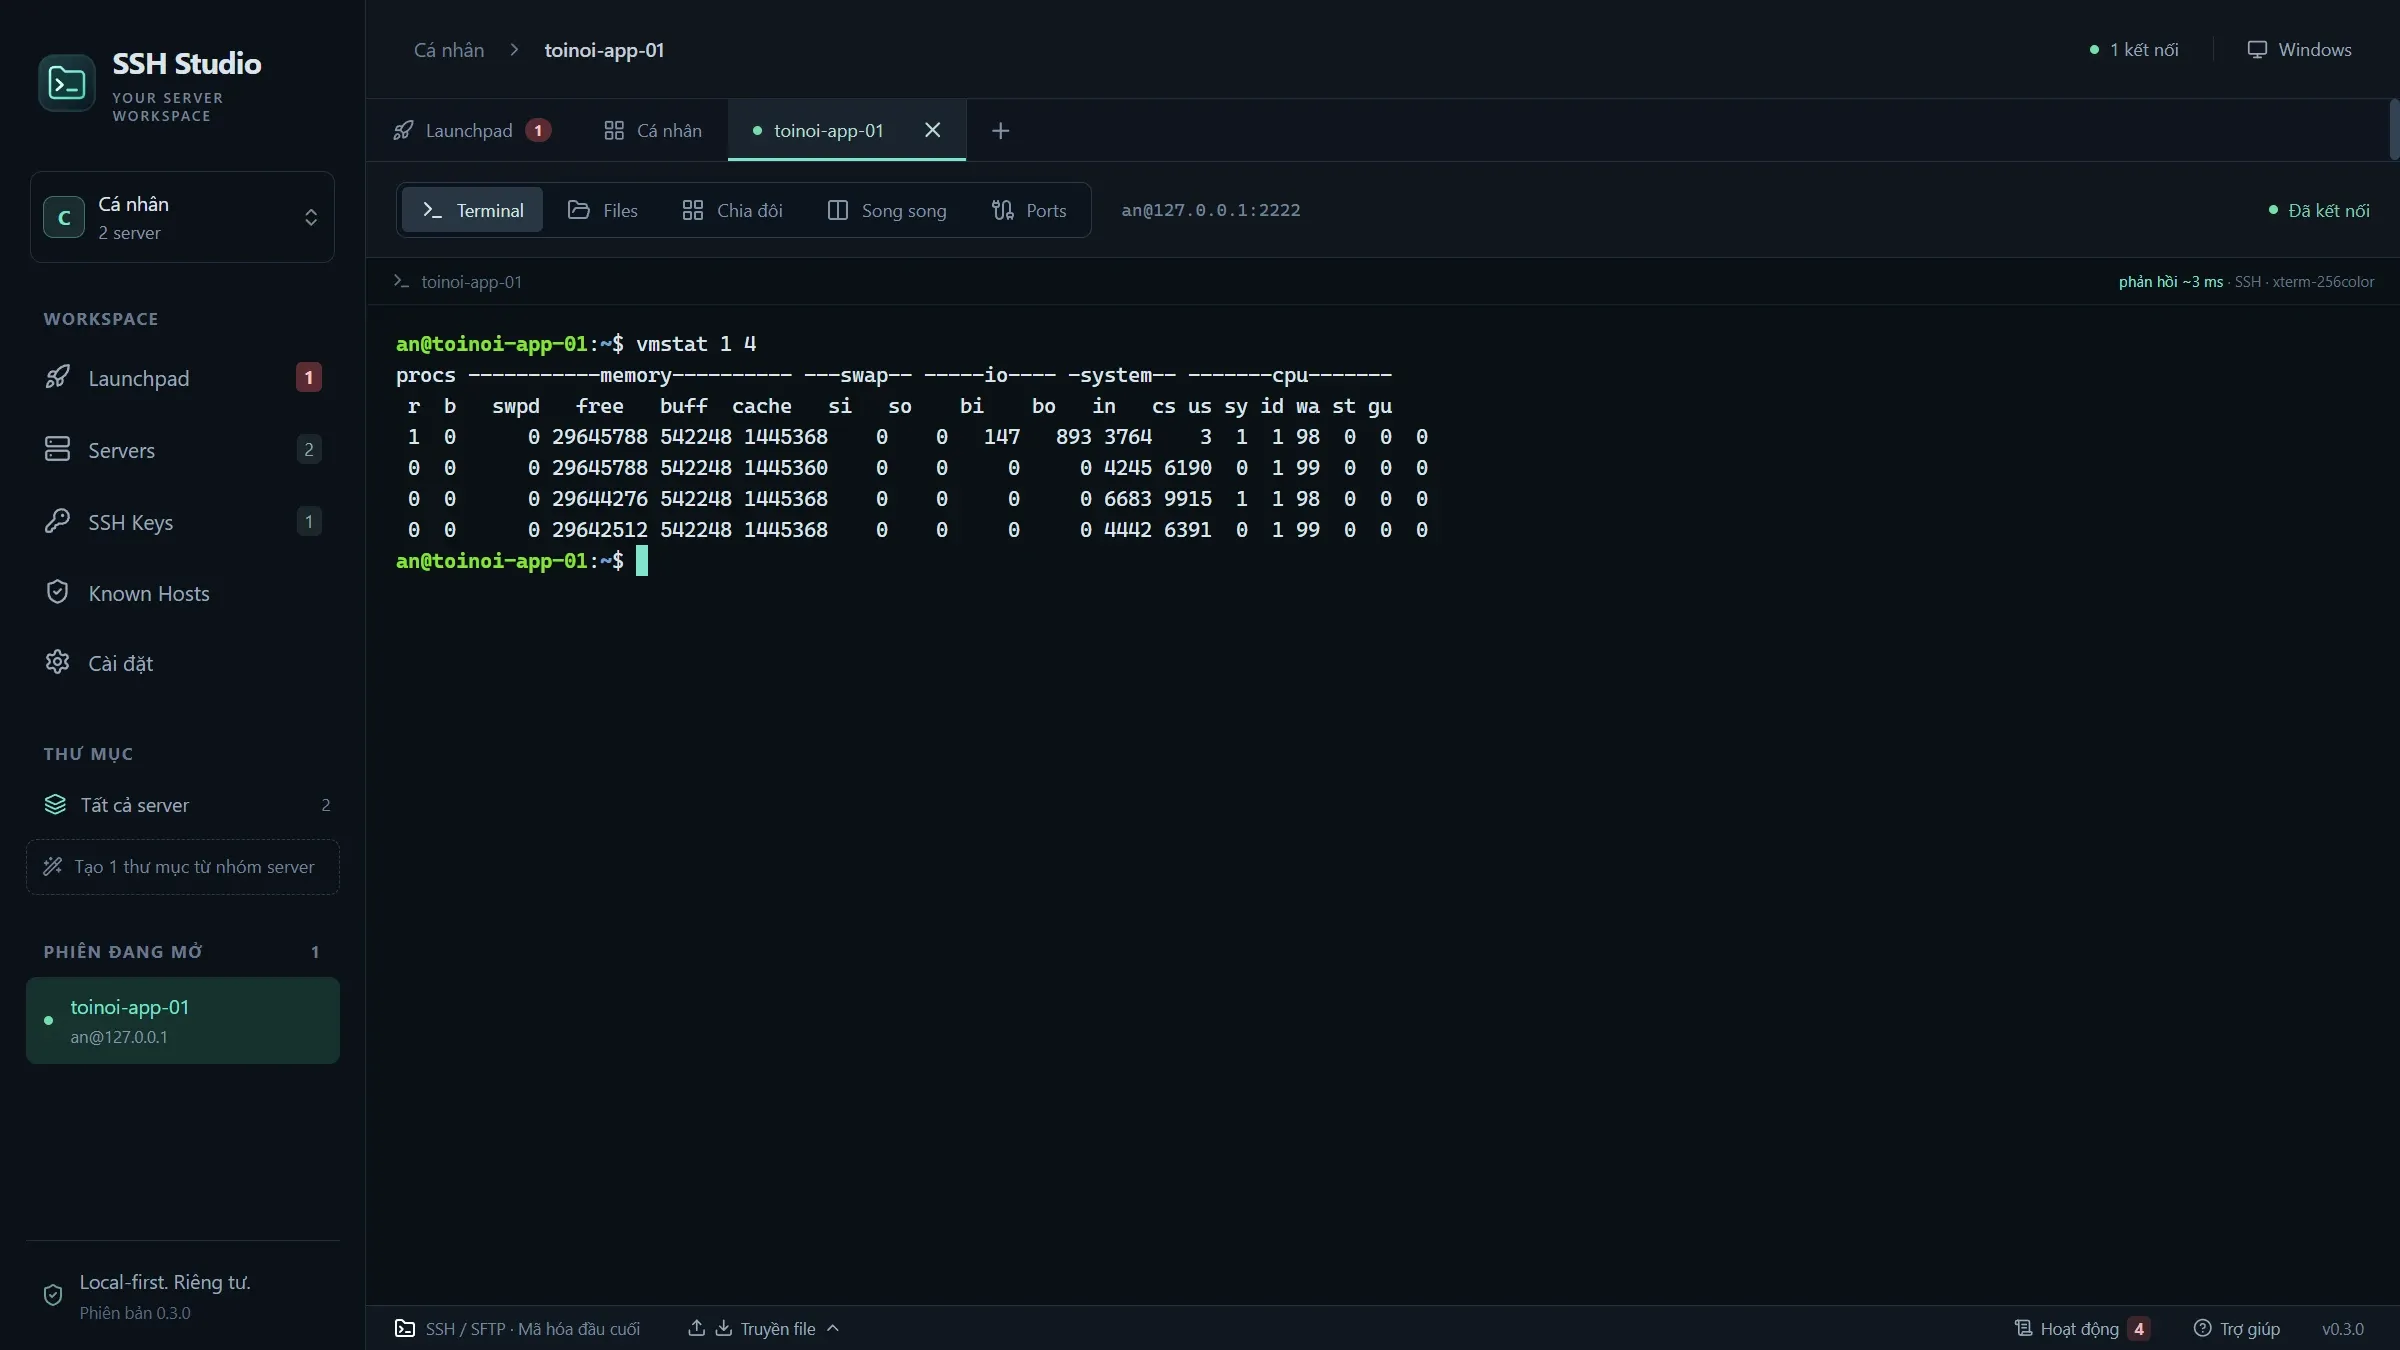 SSH Studio
YOUR SERVER
WORKSPACE
C
Cá nhân
2 server
WORKSPACE
Launchpad 1
Servers 2
SSH Keys 1
Known Hosts
Cài đặt
THƯ MỤC
Tất cả server 2
Tạo 1 thư mục từ nhóm server
PHIÊN ĐANG MỞ 1
toinoi-app-01
an@127.0.0.1
Local-first. Riêng tư.
Phiên bản 0.3.0
Cá nhân toinoi-app-01
1 kết nối Windows
Launchpad 1 Cá nhân toinoi-app-01
Terminal Files Chia đôi Song song Ports an@127.0.0.1:2222
Đã kết nối
toinoi-app-01
phản hồi ~3 ms · SSH · xterm-256color
an@toinoi-app-01:~$ vmstat 1 4
procs -----------memory---------- ---swap-- -----io---- -system-- -------cpu-------
 r  b   swpd   free   buff  cache   si   so    bi    bo   in   cs us sy id wa st gu
 1  0      0 29645788 542248 1445368    0    0   147   893 3764    3  1  1 98  0  0  0
 0  0      0 29645788 542248 1445360    0    0     0     0 4245 6190  0  1 99  0  0  0
 0  0      0 29644276 542248 1445368    0    0     0     0 6683 9915  1  1 98  0  0  0
 0  0      0 29642512 542248 1445368    0    0     0     0 4442 6391  0  1 99  0  0  0
an@toinoi-app-01:~$
SSH / SFTP · Mã hóa đầu cuối Truyền file
Hoạt động 4 Trợ giúp v0.3.0